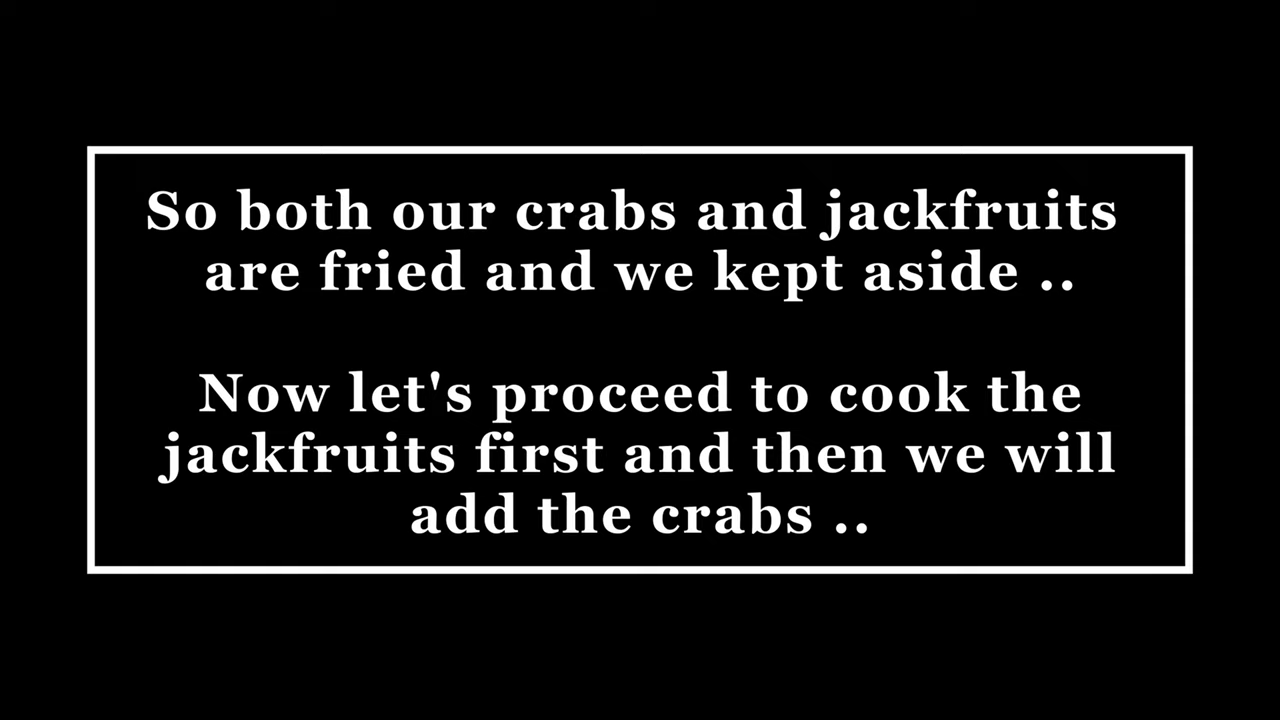 So both our crabs and jackfruits
are fried and we kept aside ..
Now let's proceed to cook the
jackfruits first and then we will
add the crabs ..